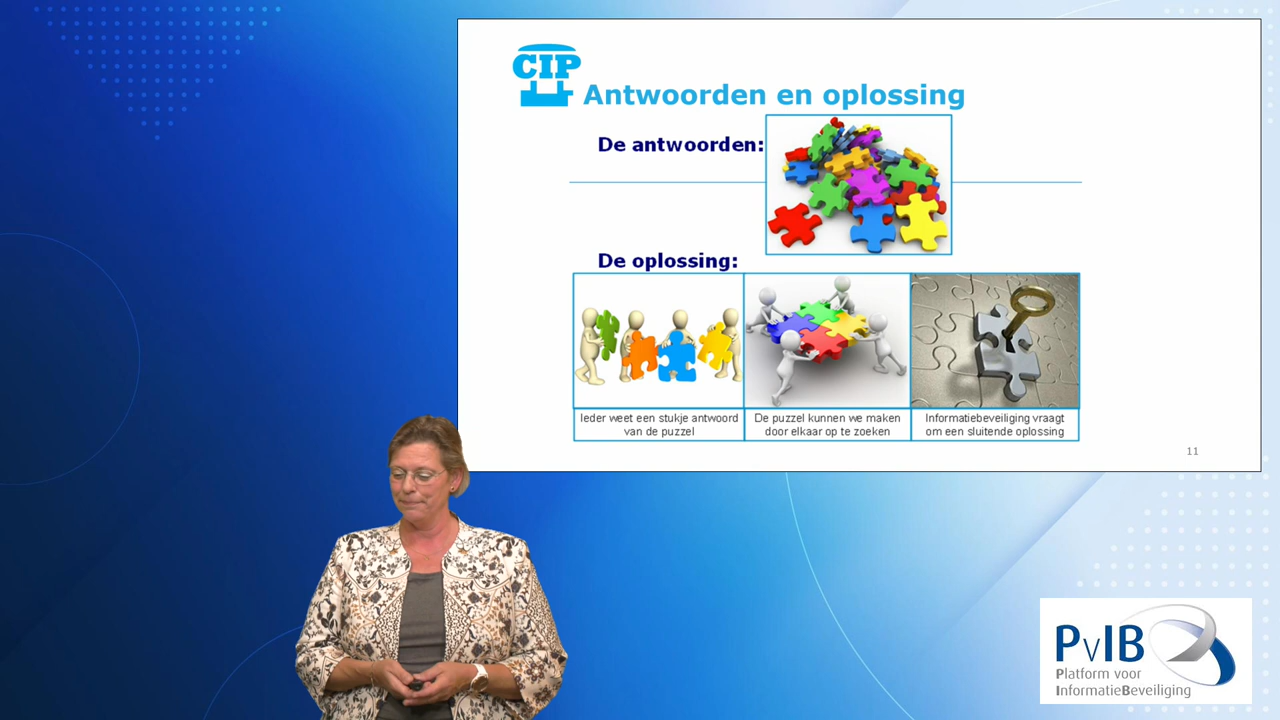 CIP
Antwoorden en oplossing
De antwoorden:
De oplossing:
Ieder weet een stukje antwoord
van de puzzel
De puzzel kunnen we maken
door elkaar op te zoeken
Informatiebeveiliging vraagt
om een sluitende oplossing
11
PvIB
Platform voor
InformatieBeveiliging